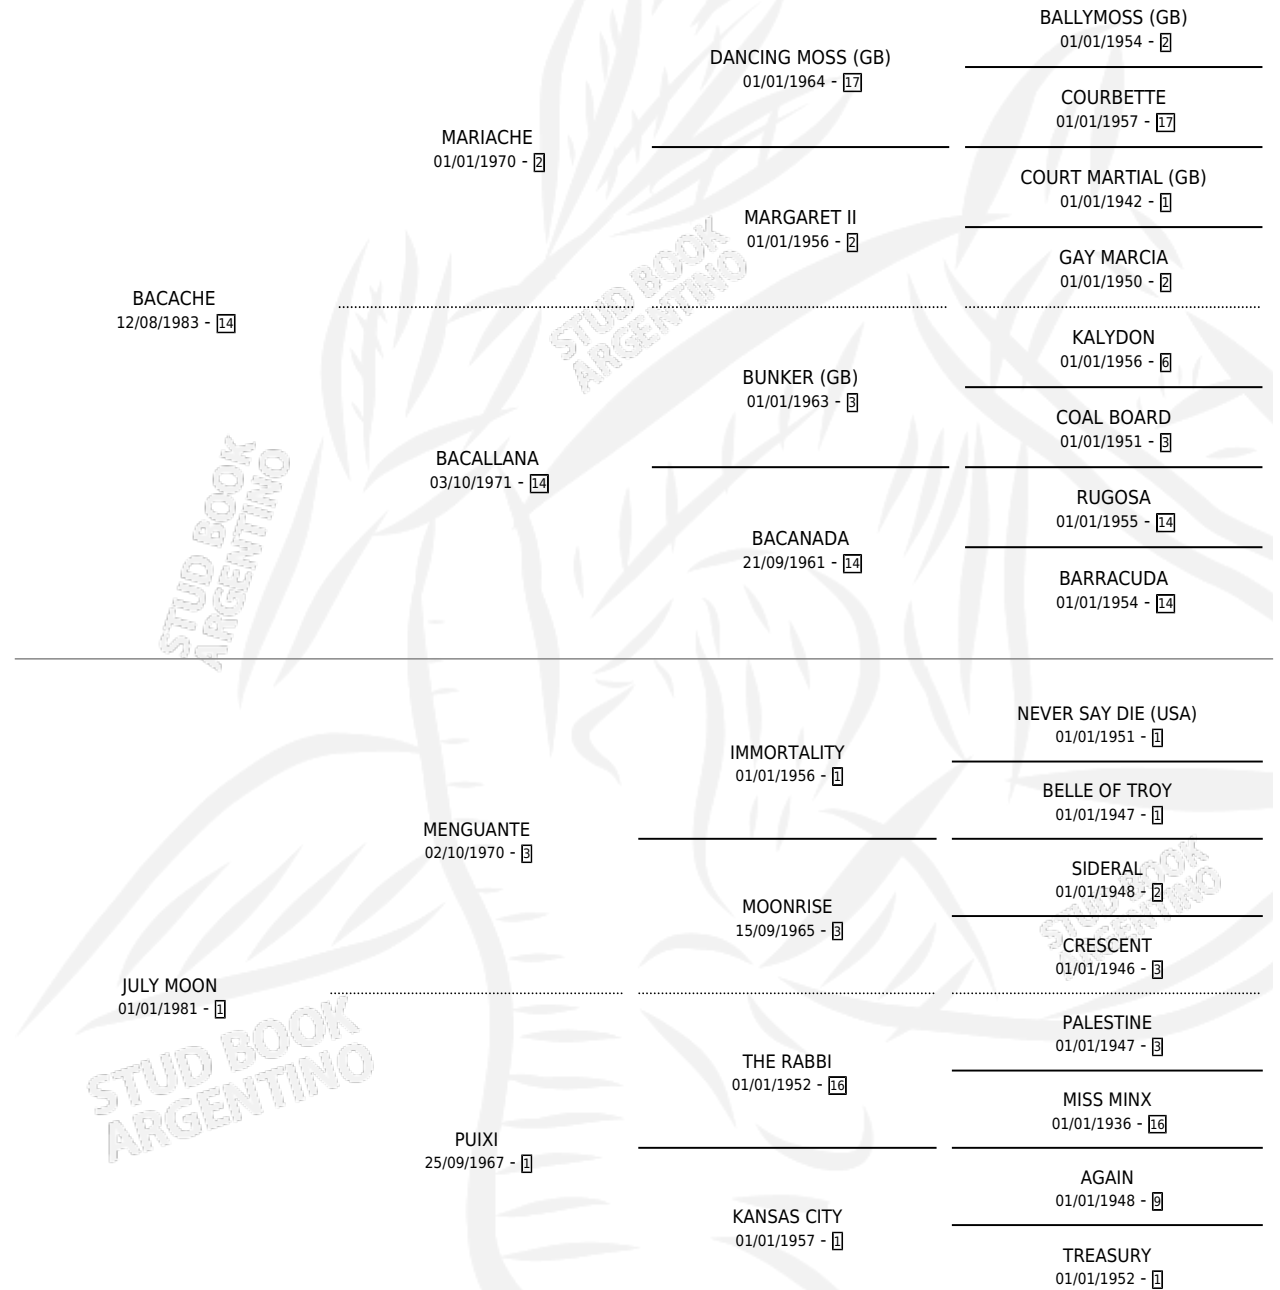 BALLYMOSS (GB)
01/01/1954 - 2
DANCING MOSS (GB)
01/01/1964 - 17
COURBETTE
01/01/1957 - 17
MARIACHE
01/01/1970 - 2
COURT MARTIAL (GB)
01/01/1942 - 1
MARGARET II
01/01/1956 - 2
GAY MARCIA
01/01/1950 - 2
BACACHE
12/08/1983 - 14
STUD BOOK
ARGENTINO
KALYDON
01/01/1956 - 6
BUNKER (GB)
01/01/1963 - 3
COAL BOARD
01/01/1951 - 3
BACALLANA
03/10/1971 - 14
STUD BOOK
ARGENTINO
RUGOSA
01/01/1955 - 14
BACANADA
21/09/1961 - 14
BARRACUDA
01/01/1954 - 14
NEVER SAY DIE (USA)
01/01/1951 - 1
IMMORTALITY
01/01/1956 - 1
BELLE OF TROY
01/01/1947 - 1
MENGUANTE
02/10/1970 - 3
SIDERAL
01/01/1948 - 2
STUD BOOK
ARGENTINO
MOONRISE
15/09/1965 - 3
CRESCENT
01/01/1946 - 3
JULY MOON
01/01/1981 - 1
STUD BOOK
ARGENTINO
PALESTINE
01/01/1947 - 3
THE RABBI
01/01/1952 - 16
MISS MINX
01/01/1936 - 16
PUIXI
25/09/1967 - 1
AGAIN
01/01/1948 - 9
KANSAS CITY
01/01/1957 - 1
TREASURY
01/01/1952 - 1